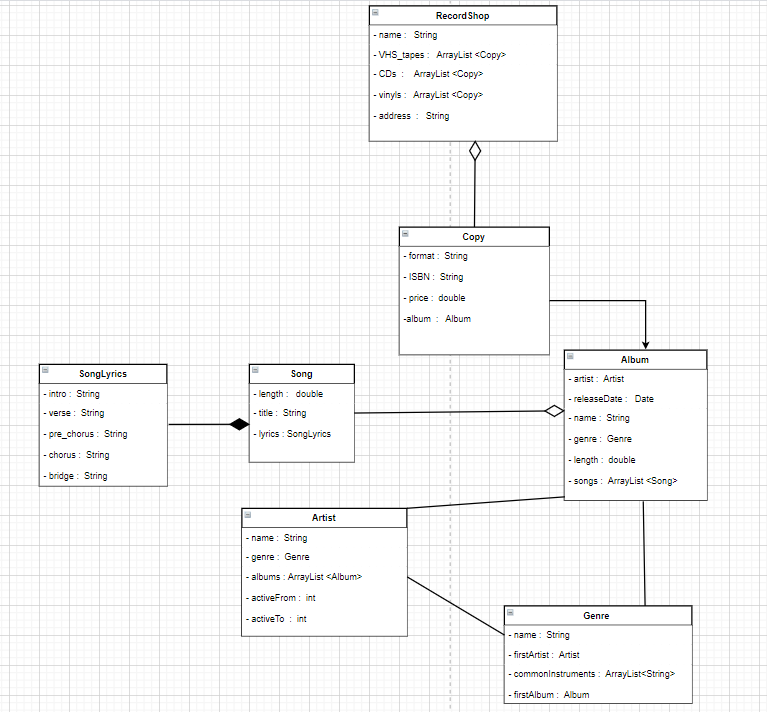 RecordShop
- name : String
- VHS_tapes : ArrayList <Copy>
- CDs : ArrayList <Copy>
- vinyls : ArrayList <Copy>
- address : String
Copy
- format : String
- ISBN : String
- price : double
-album : Album
Album
- artist : Artist
- releaseDate : Date
- name : String
- genre : Genre
- length : double
- songs : ArrayList <Song>
SongLyrics
- intro : String
- verse : String
- pre_chorus : String
- chorus : String
- bridge : String
Song
- length : double
- title : String
- lyrics : SongLyrics
Artist
- name : String
- genre : Genre
- albums : ArrayList <Album>
- activeFrom : int
- activeTo : int
Genre
- name : String
- firstArtist : Artist
- commonInstruments : ArrayList<String>
- firstAlbum : Album